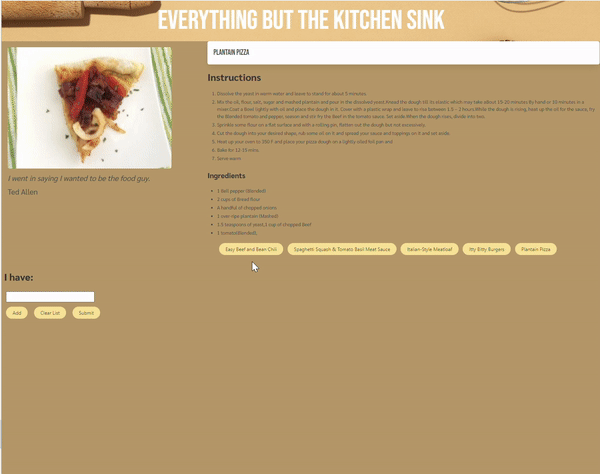 EVERYTHING BUT THE KITCHEN SINK
PLANTAIN PIZZA
I went in saying I wanted to be the food guy.
Ted Allen
Instructions
1. Dissolve the yeast in warm water and leave to stand for about 5 minutes.
2. Mix the oil, flour, salt, sugar and mashed plantain and pour in the dissolved yeast.Knead the dough till its elastic which may take about 15-20 minutes by hand or 10 minutes in a
mixer.Coat a Bowl lightly with oil and place the dough in it. Cover with a plastic wrap and leave to rise between 1.5 - 2 hours.While the dough is rising, heat up the oil for the sauce, fry
the Blended tomato and pepper, season and stir fry the beef in the tomato sauce. Set aside.When the dough rises, divide into two.
3. Sprinkle some flour on a flat surface and with a rolling pin, flatten out the dough but not excessively.
4. Cut the dough into your desired shape, rub some oil on it and spread your sauce and toppings on it and set aside.
5. Heat up your oven to 350 F and place your pizza dough on a lightly oiled foil pan and
6. Bake for 12-15 mins
7. Serve warm
Ingredients
1 Bell pepper (Blended)
2 cups of Bread flour
A handful of chopped onions
1 over-ripe plantain (Mashed)
1.5 teaspoons of yeast,1 cup of chopped Beef
1 tomato(Blended),
Easy Beef and Bean Chili
Spaghetti Squash & Tomato Basil Meat Sauce
Italian Style Meatloaf
Itty Bitty Burgers
Plantain Pizza
I have:
Add
Clear List
Submit